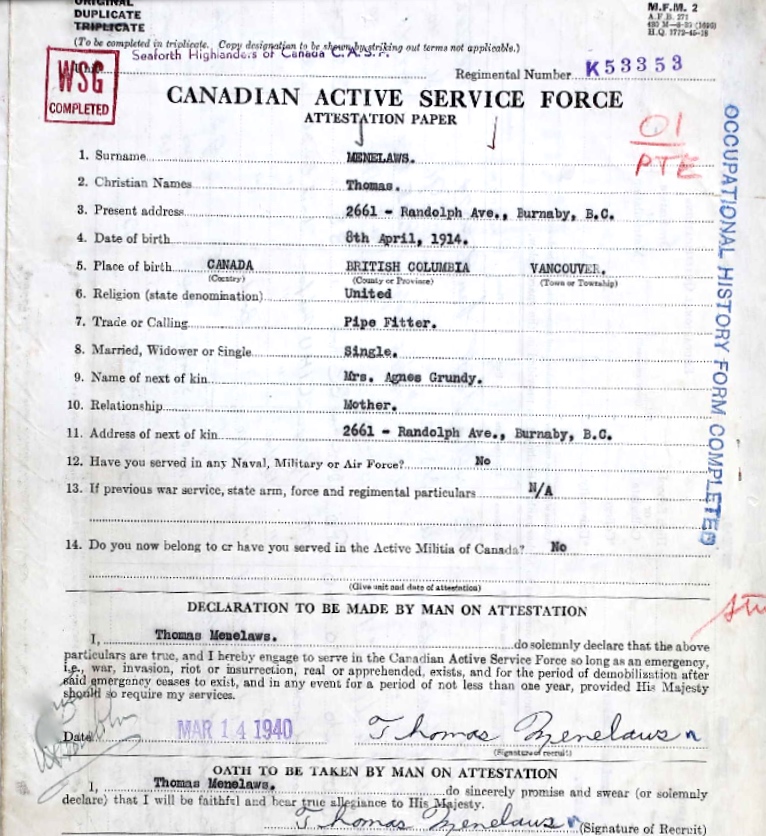 ORIGINAL
DUPLICATE
TRIPLICATE
M.F.M. 2
A.F.B. 271
H.Q. 1772-45-18
(To be completed in triplicate. Copy designation to be shown by striking out terms not applicable.)
Seaforth Highlanders of Canada C.A.S.F.
Regimental Number K53353
WSG
COMPLETED
CANADIAN ACTIVE SERVICE FORCE
ATTESTATION PAPER
01
PTE
OCCUPATIONAL HISTORY FORM COMPLETED
1. Surname MENELAWS.
2. Christian Names Thomas.
3. Present address 2661 - Randolph Ave., Burnaby, B.C.
4. Date of birth 8th April, 1914.
5. Place of birth CANADA BRITISH COLUMBIA VANCOUVER.
(Country) (County or Province) (Town or Township)
6. Religion (state denomination) United
7. Trade or Calling Pipe Fitter.
8. Married, Widower or Single Single.
9. Name of next of kin Mrs. Agnes Grundy.
10. Relationship Mother.
11. Address of next of kin 2661 - Randolph Ave., Burnaby, B.C.
12. Have you served in any Naval, Military or Air Force? No
13. If previous war service, state arm, force and regimental particulars N/A
14. Do you now belong to or have you served in the Active Militia of Canada? No
(Give unit and date of attestation)
DECLARATION TO BE MADE BY MAN ON ATTESTATION
I, Thomas Menelaws. do solemnly declare that the above
particulars are true, and I hereby engage to serve in the Canadian Active Service Force so long as an emergency,
i.e., war, invasion, riot or insurrection, real or apprehended, exists, and for the period of demobilization after
said emergency ceases to exist, and in any event for a period of not less than one year, provided His Majesty
should so require my services.
Date MAR 14 1940 Thomas Menelaws
(Signature of recruit)
OATH TO BE TAKEN BY MAN ON ATTESTATION
I, Thomas Menelaws. do sincerely promise and swear (or solemnly
declare) that I will be faithful and bear true allegiance to His Majesty.
Thomas Menelaws (Signature of Recruit)